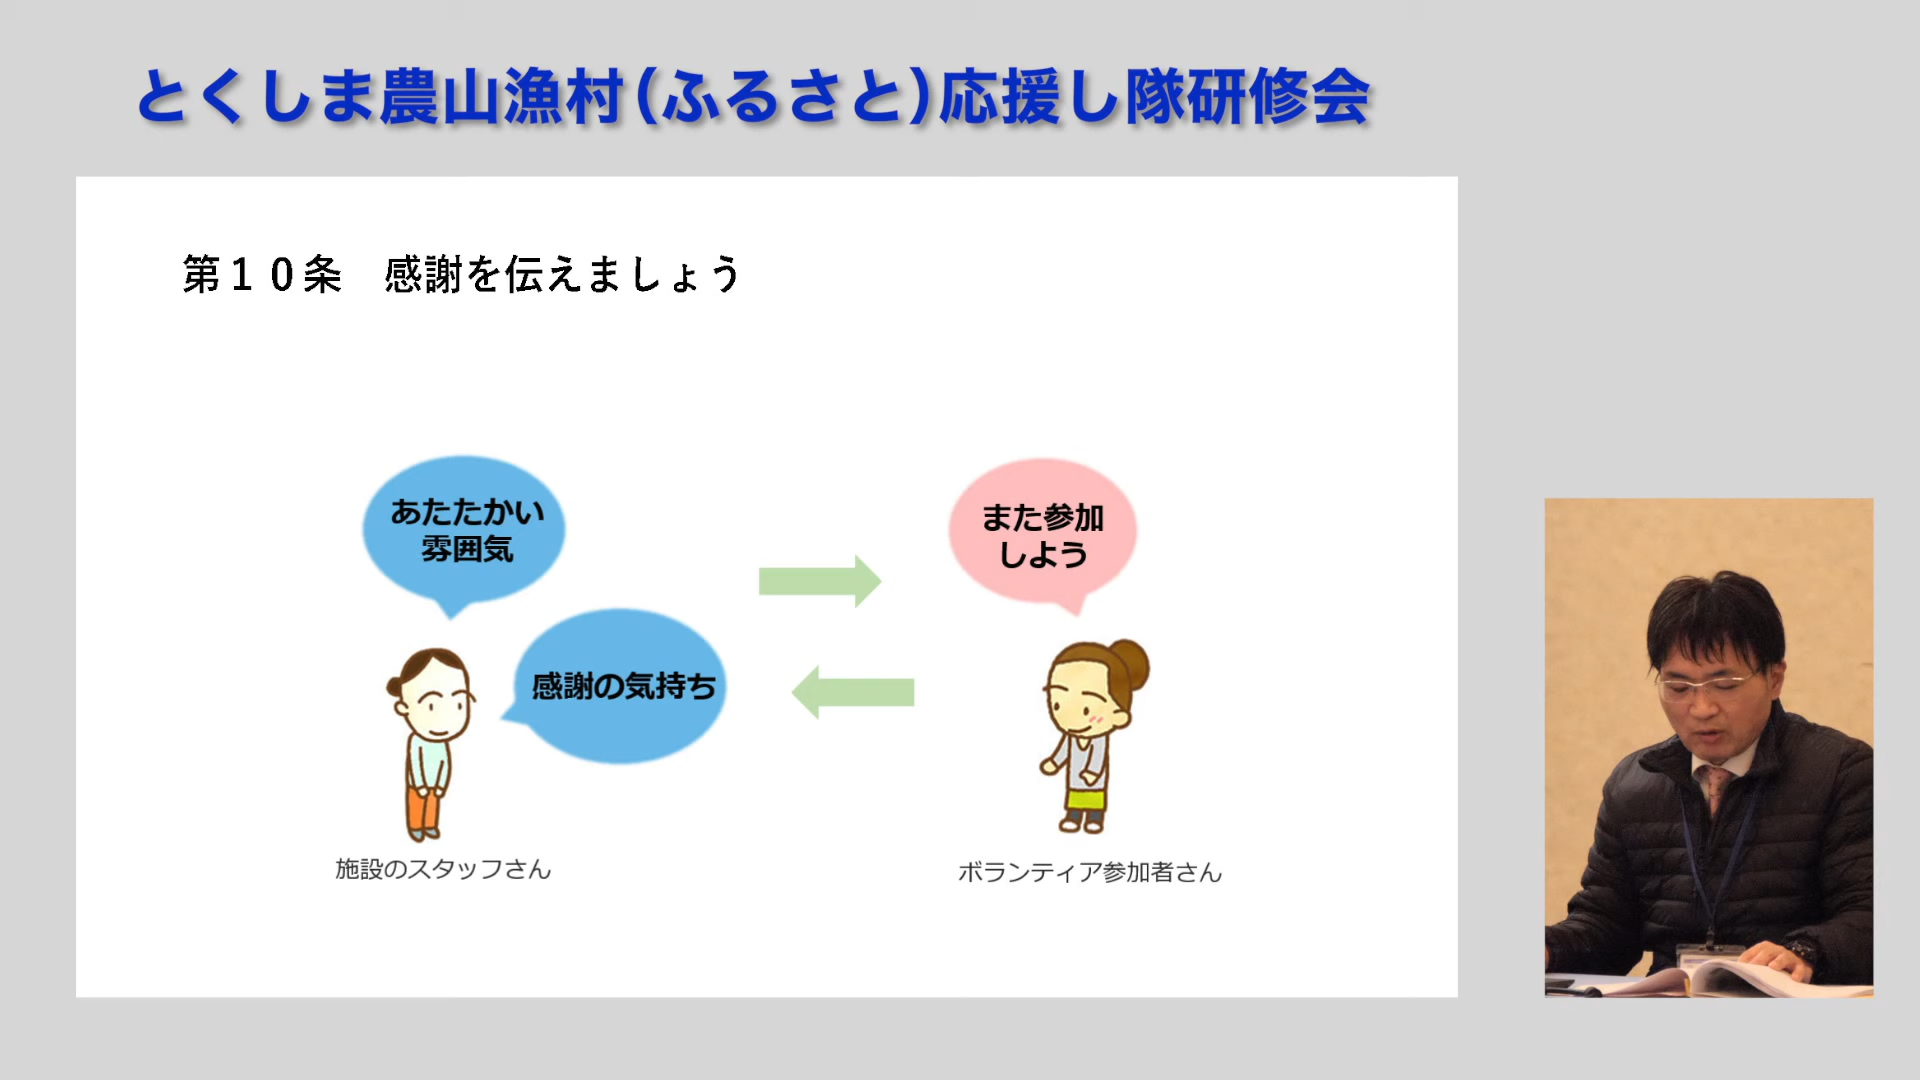 とくしま農山漁村(ふるさと)応援し隊研修会
第１０条　感謝を伝えましょう
あたたかい
雰囲気
また参加
しよう
感謝の気持ち
施設のスタッフさん
ボランティア参加者さん